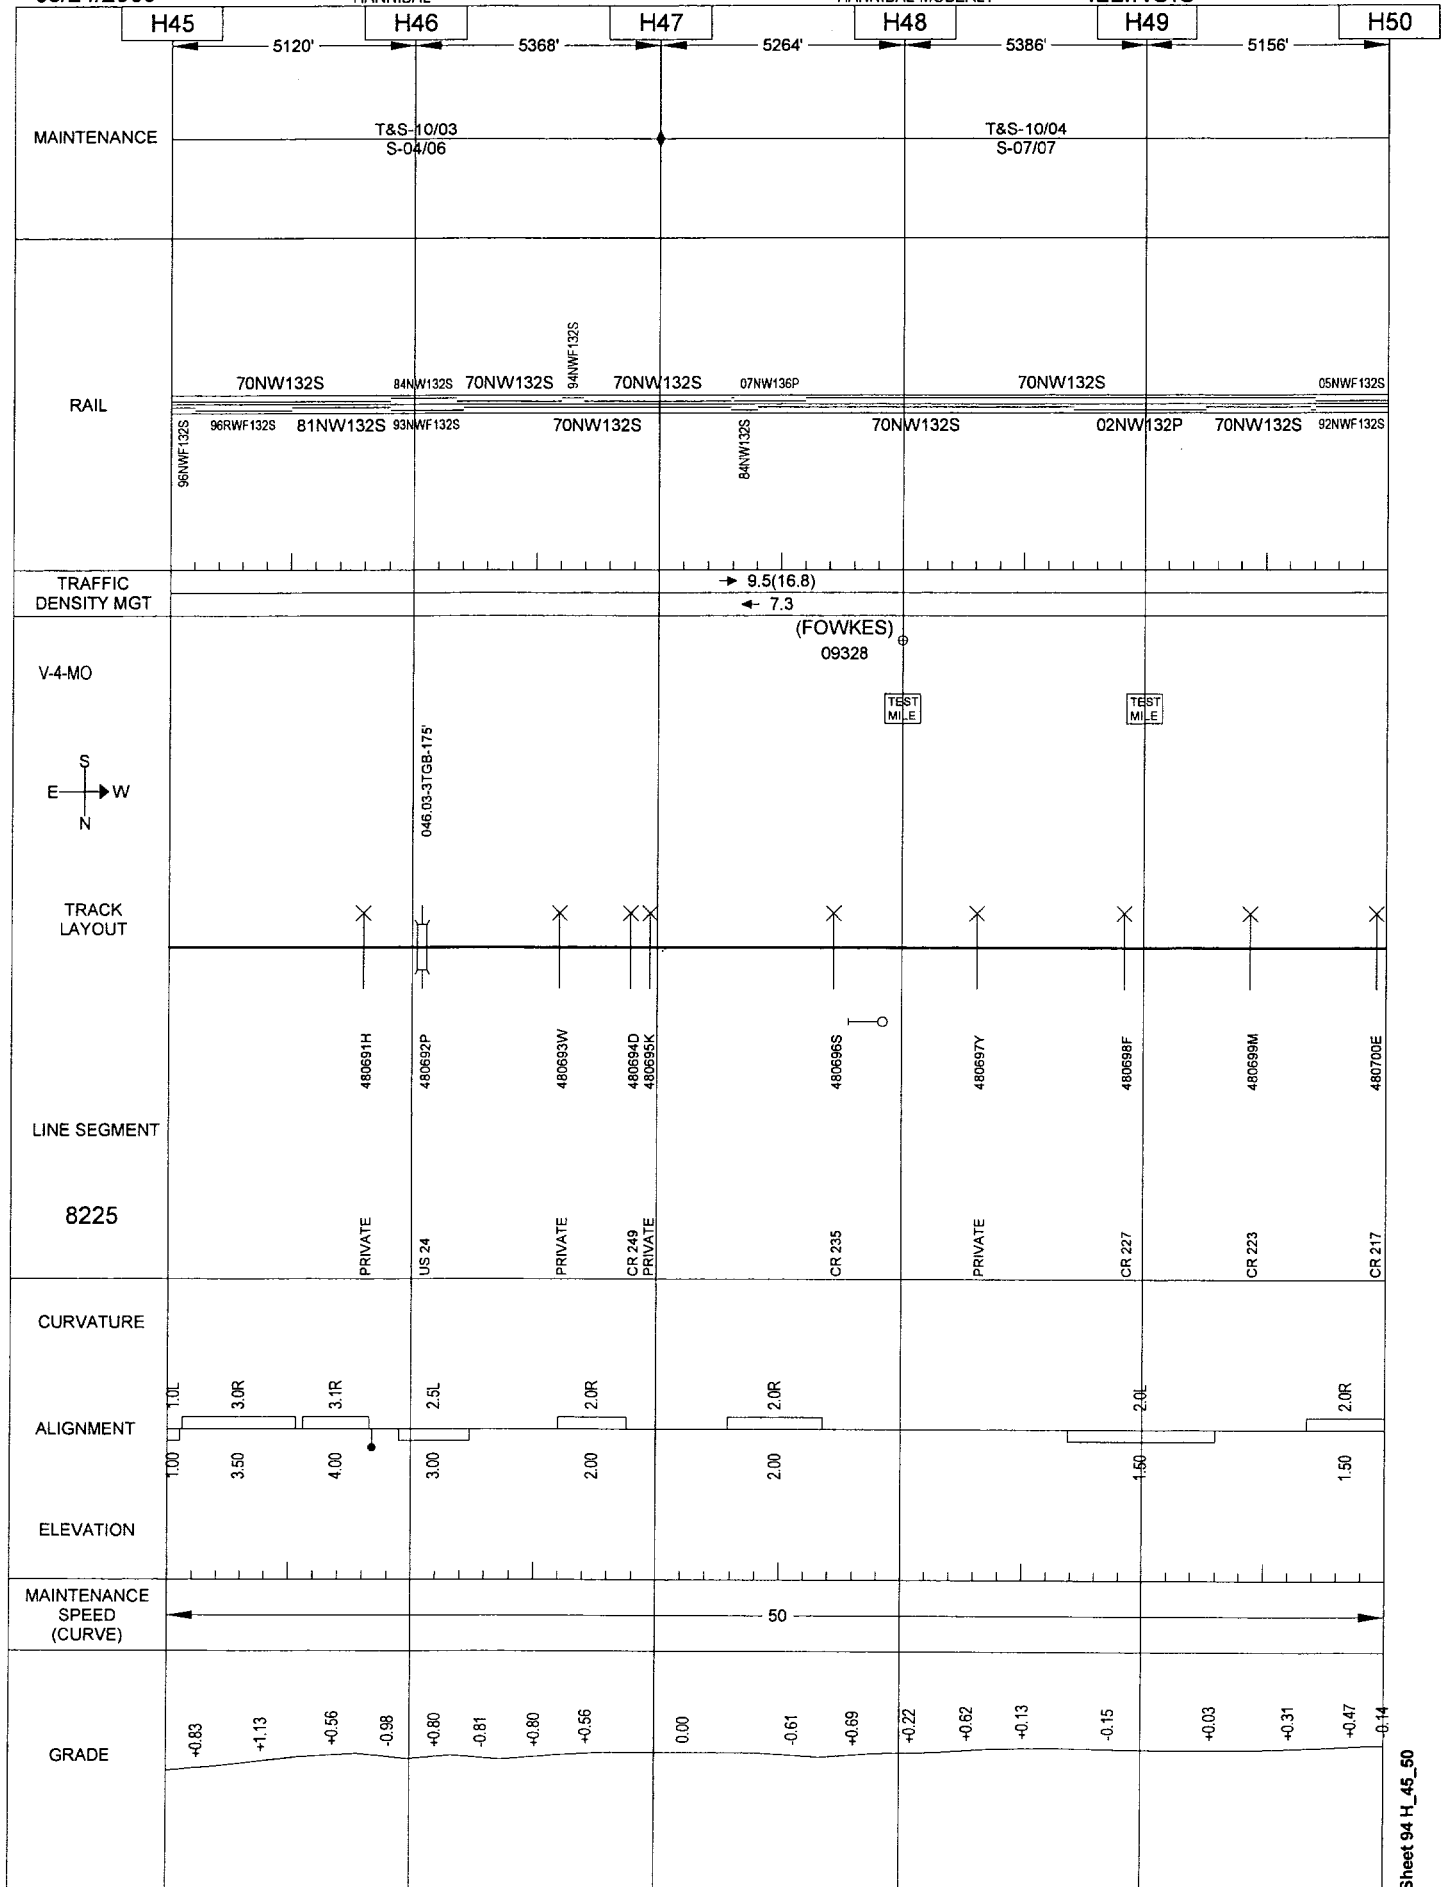 H45 H46 H47 H48 H49 H50
5120' 5368' 5264' 5386' 5156'
MAINTENANCE
T&S-10/03
S-04/06
T&S-10/04
S-07/07
RAIL
70NW132S 84NW132S 70NW132S 94NWF132S 70NW132S 07NW136P 70NW132S 05NWF132S
96NWF132S 96RWF132S 81NW132S 93NWF132S 70NW132S 84NW132S 70NW132S 02NW132P 70NW132S 92NWF132S
TRAFFIC
DENSITY MGT
9.5(16.8)
7.3
(FOWKES)
09328
V-4-MO
TEST
MILE
TEST
MILE
S
E W
N
046.03-3TGB-175'
TRACK
LAYOUT
480691H 480692P 480693W 480694D 480695K 480696S 480697Y 480698F 480699M 480700E
LINE SEGMENT
8225
PRIVATE US 24 PRIVATE CR 249 PRIVATE CR 235 PRIVATE CR 227 CR 223 CR 217
CURVATURE
1.0L 3.0R 3.1R 2.5L 2.0R 2.0R 2.0L 2.0R
ALIGNMENT
1.00 3.50 4.00 3.00 2.00 2.00 1.50 1.50
ELEVATION
MAINTENANCE
SPEED
(CURVE)
50
GRADE
+0.83 +1.13 +0.56 -0.98 +0.80 -0.81 +0.80 +0.56 0.00 -0.61 +0.69 +0.22 +0.62 +0.13 -0.15 +0.03 +0.31 +0.47 -0.14
Sheet 94 H_45_50